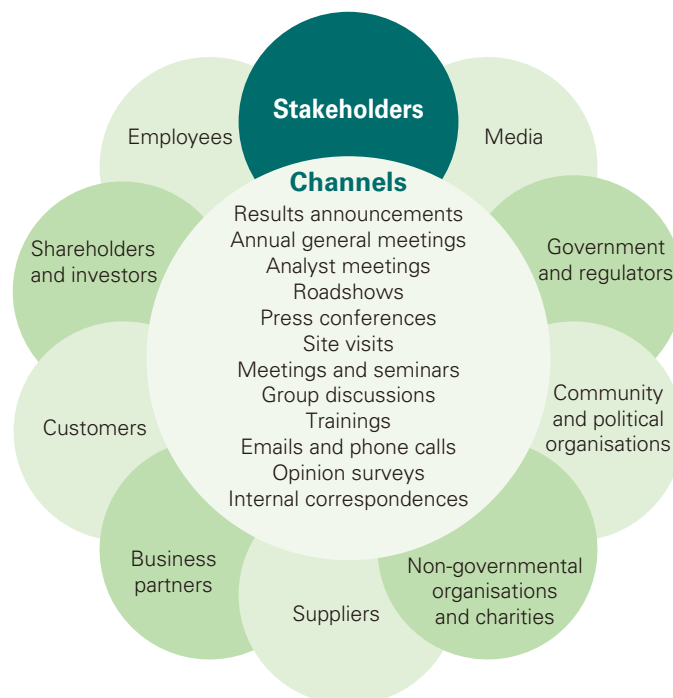 Stakeholders
Employees
Media
Channels
Results announcements
Annual general meetings
Analyst meetings
Roadshows
Press conferences
Site visits
Meetings and seminars
Group discussions
Trainings
Emails and phone calls
Opinion surveys
Internal correspondences
Shareholders
and investors
Government
and regulators
Customers
Community
and political
organisations
Business
partners
Non-governmental
organisations
and charities
Suppliers